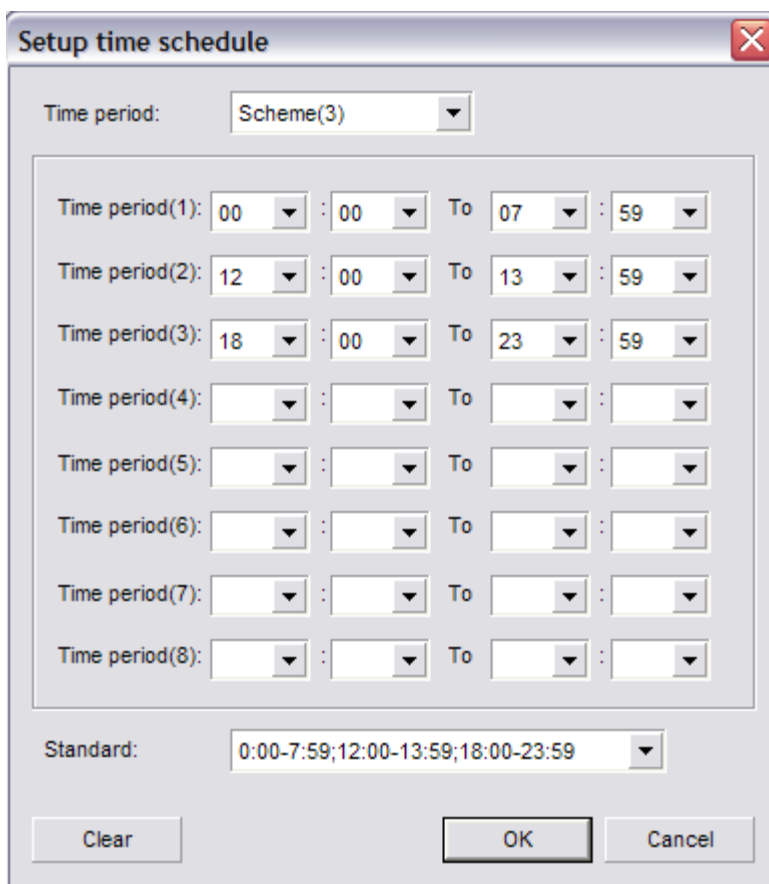 Setup time schedule
Time period: Scheme(3)
Time period(1): 00 : 00 To 07 : 59
Time period(2): 12 : 00 To 13 : 59
Time period(3): 18 : 00 To 23 : 59
Time period(4): : To :
Time period(5): : To :
Time period(6): : To :
Time period(7): : To :
Time period(8): : To :
Standard: 0:00-7:59;12:00-13:59;18:00-23:59
Clear OK Cancel